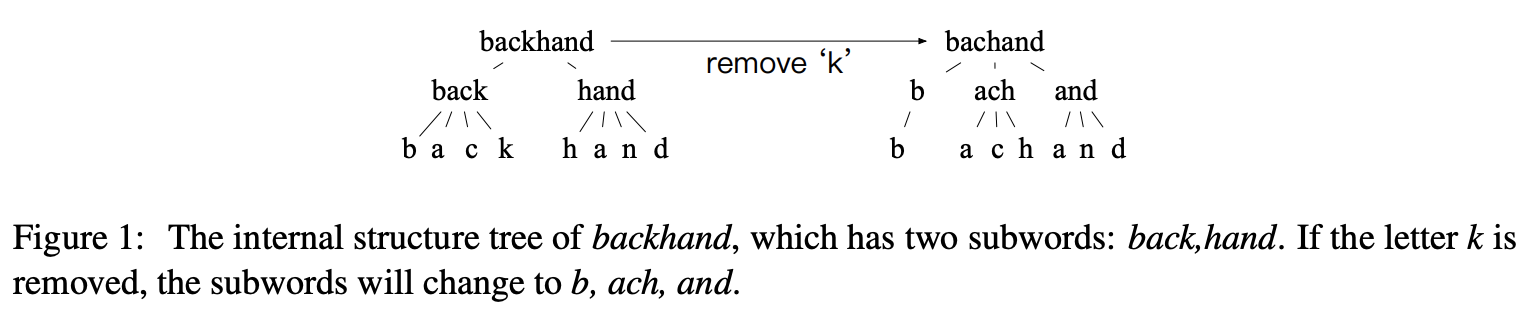 backhand remove ‘k’ bachand
back hand b ach and
b a c k h a n d b a c h a n d
Figure 1: The internal structure tree of backhand, which has two subwords: back,hand. If the letter k is
removed, the subwords will change to b, ach, and.